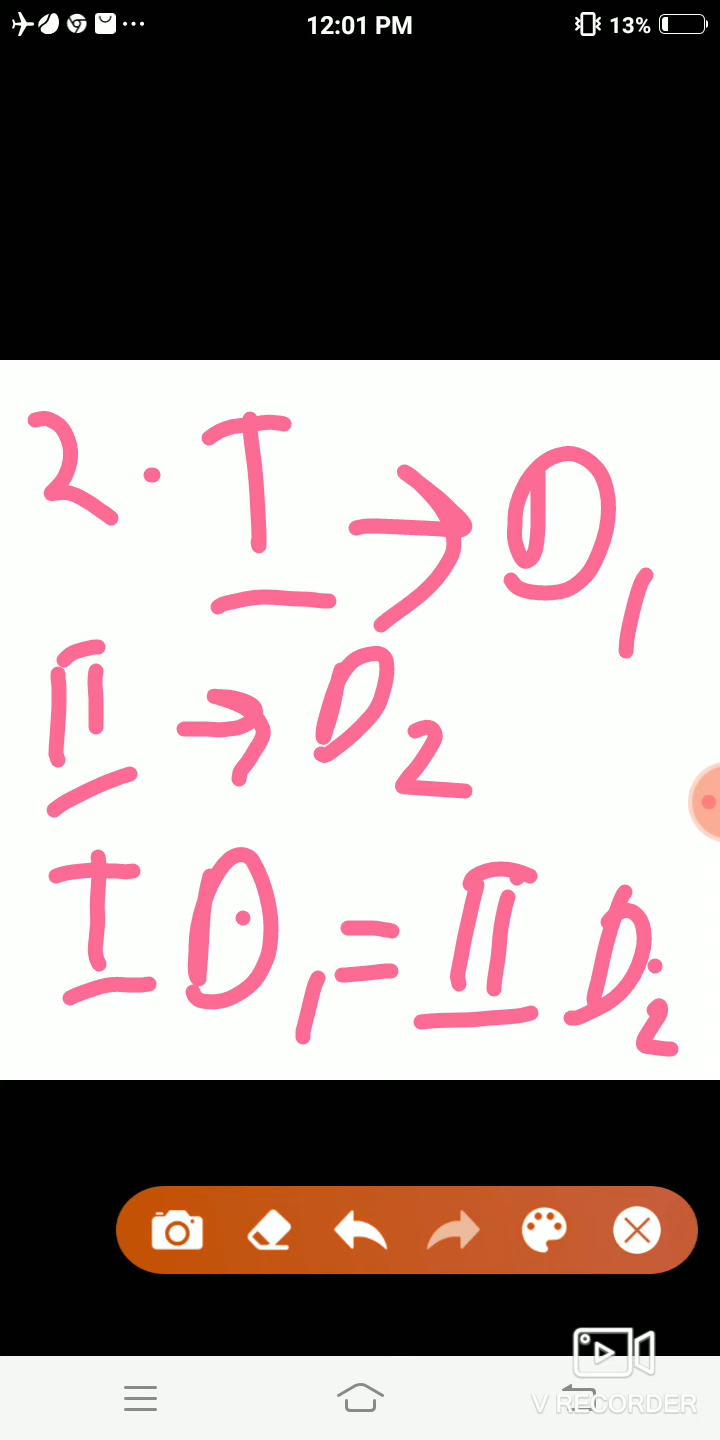 12:01 PM
13%
2. I → D1
II → D2
I D1 = II D2
V RECORDER